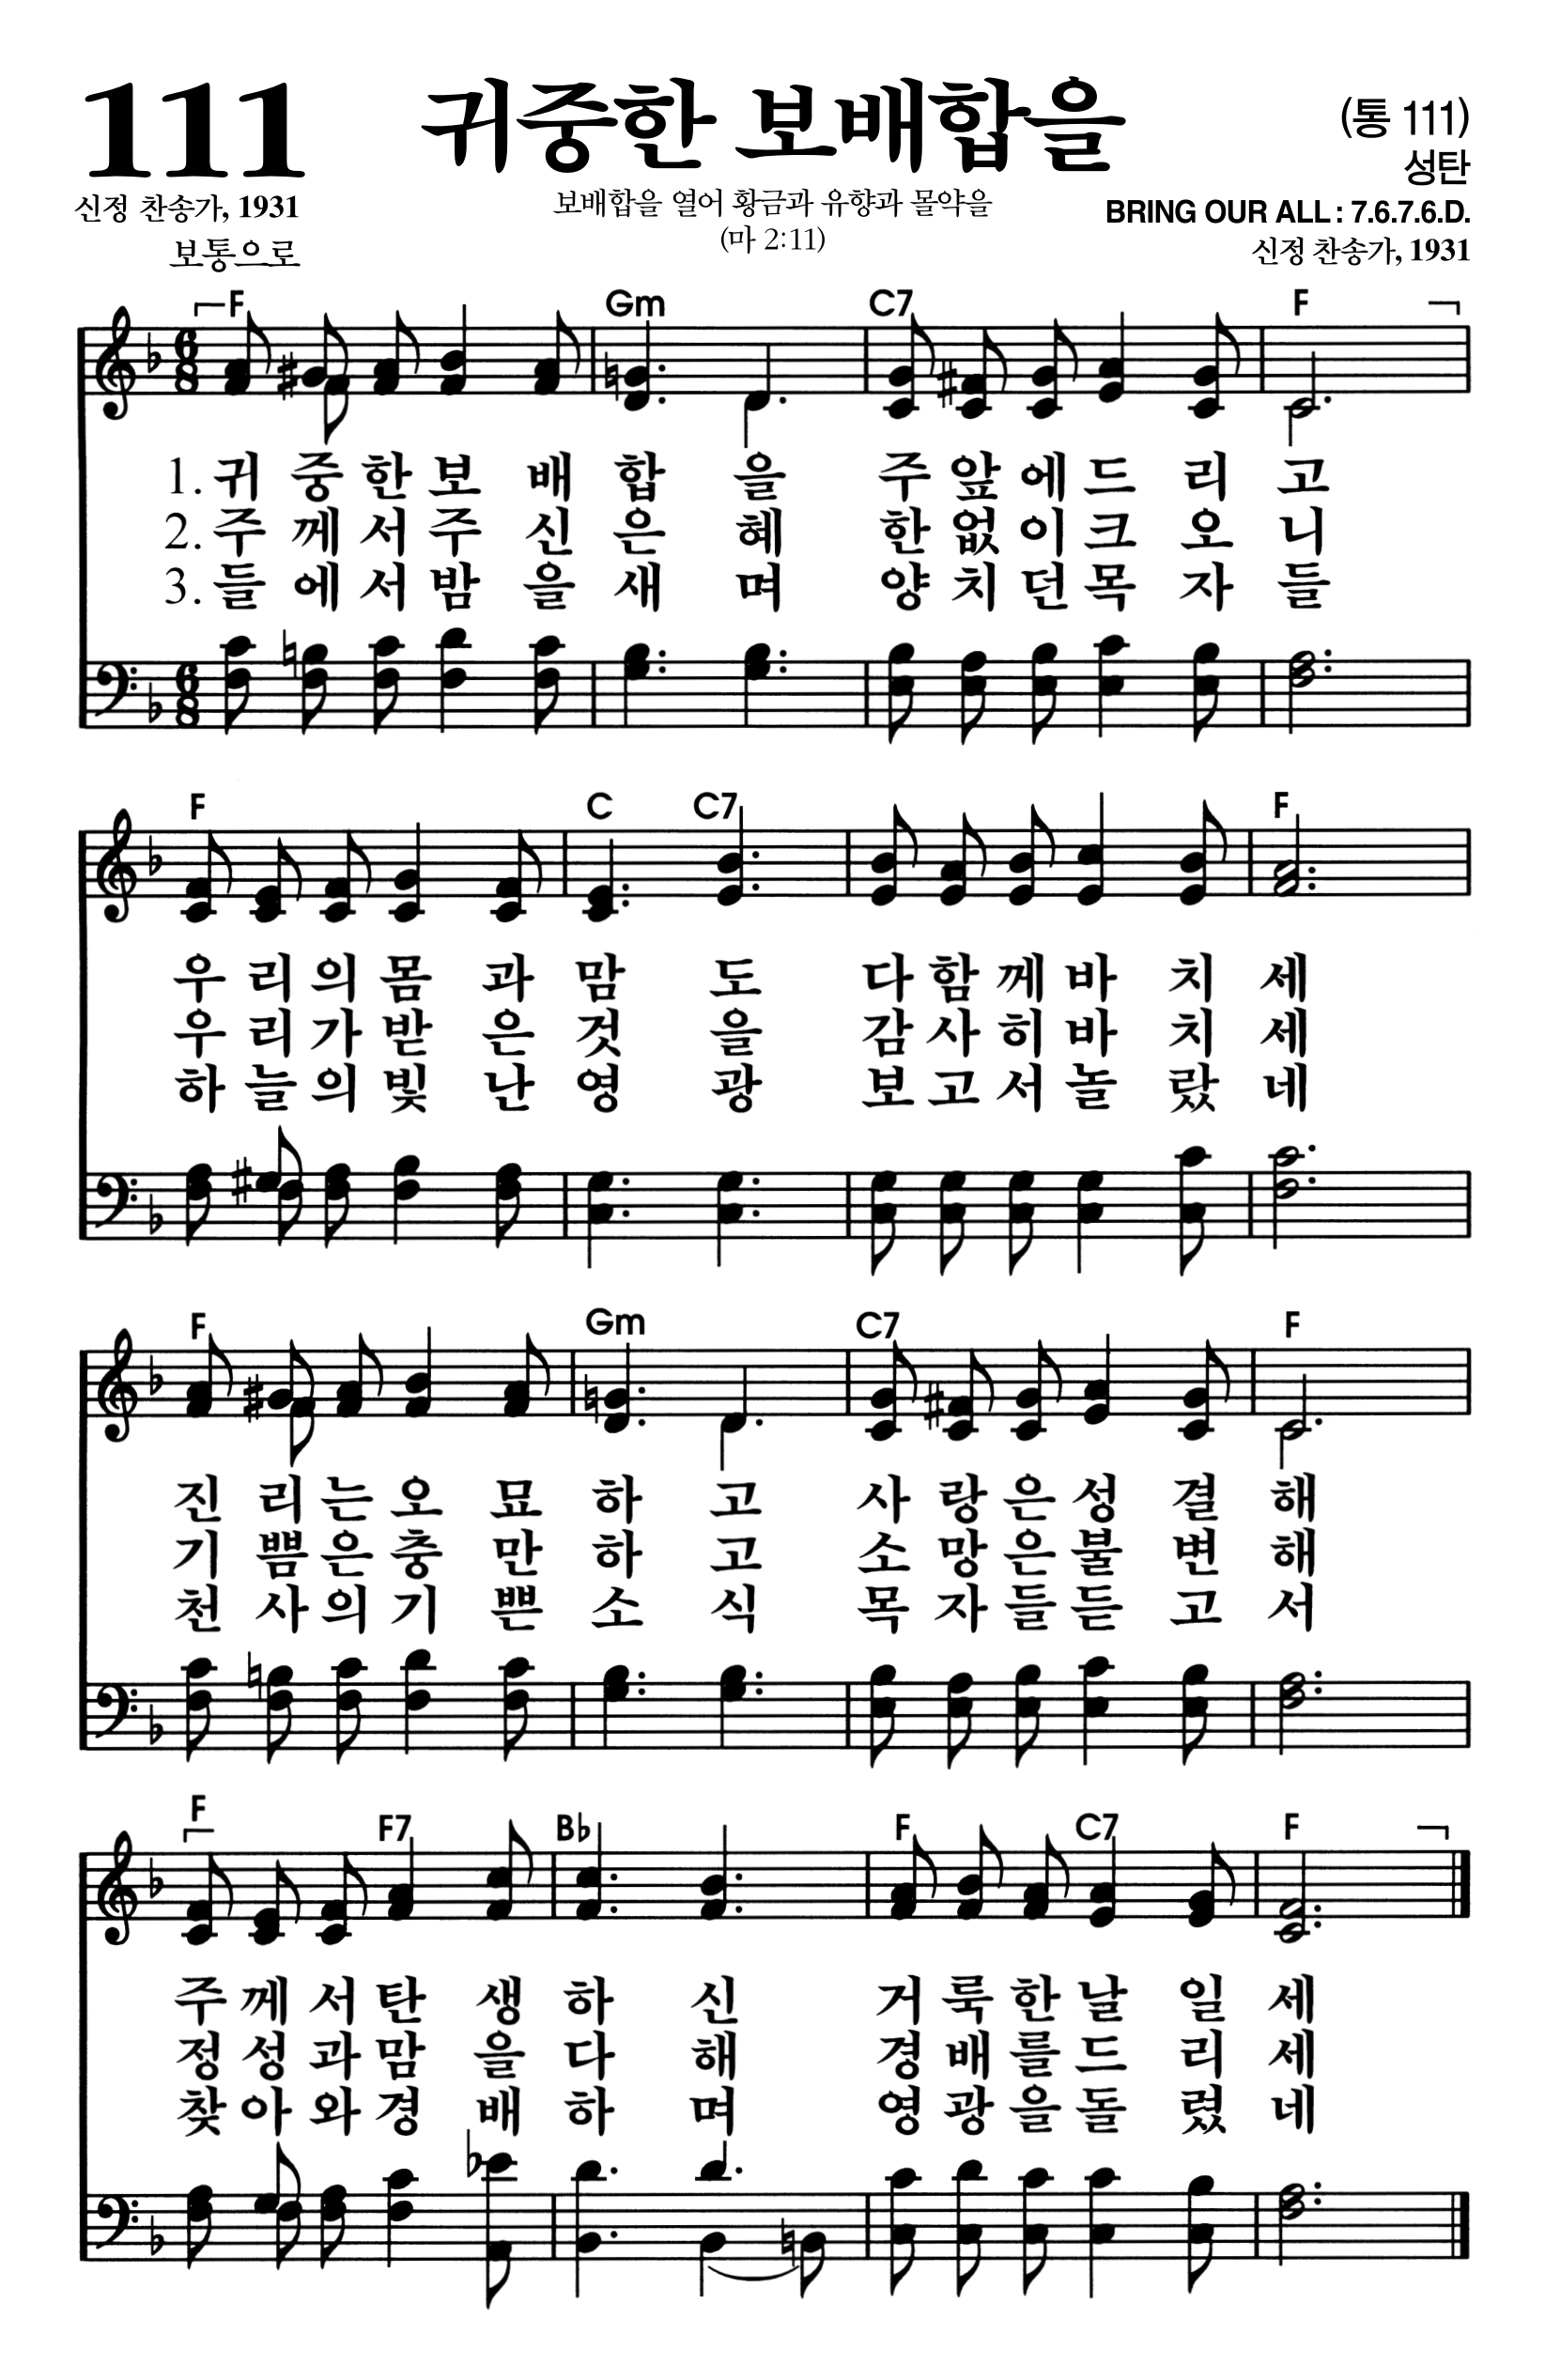 111
귀중한 보배합을
(통 111)
성탄
신정 찬송가, 1931
보배합을 열어 황금과 유향과 몰약을
(마 2:11)
BRING OUR ALL : 7.6.7.6.D.
보통으로
신정 찬송가, 1931
F Gm C7 F
1. 귀 중 한 보 배 합 을 주 앞 에 드 리 고
2. 주 께 서 주 신 은 혜 한 없 이 크 오 니
3. 들 에 서 밤 을 새 며 양 치 던 목 자 들
F C C7 F
우 리 의 몸 과 맘 도 다 함 께 바 치 세
우 리 가 받 은 것 을 감 사 히 바 치 세
하 늘 의 빛 난 영 광 보 고 서 놀 랐 네
F Gm C7 F
진 리 는 오 묘 하 고 사 랑 은 성 결 해
기 쁨 은 충 만 하 고 소 망 은 불 변 해
천 사 의 기 쁜 소 식 목 자 들 듣 고 서
F F7 B♭ F C7 F
주 께 서 탄 생 하 신 거 룩 한 날 일 세
정 성 과 맘 을 다 해 경 배 를 드 리 세
찾 아 와 경 배 하 며 영 광 을 돌 렸 네